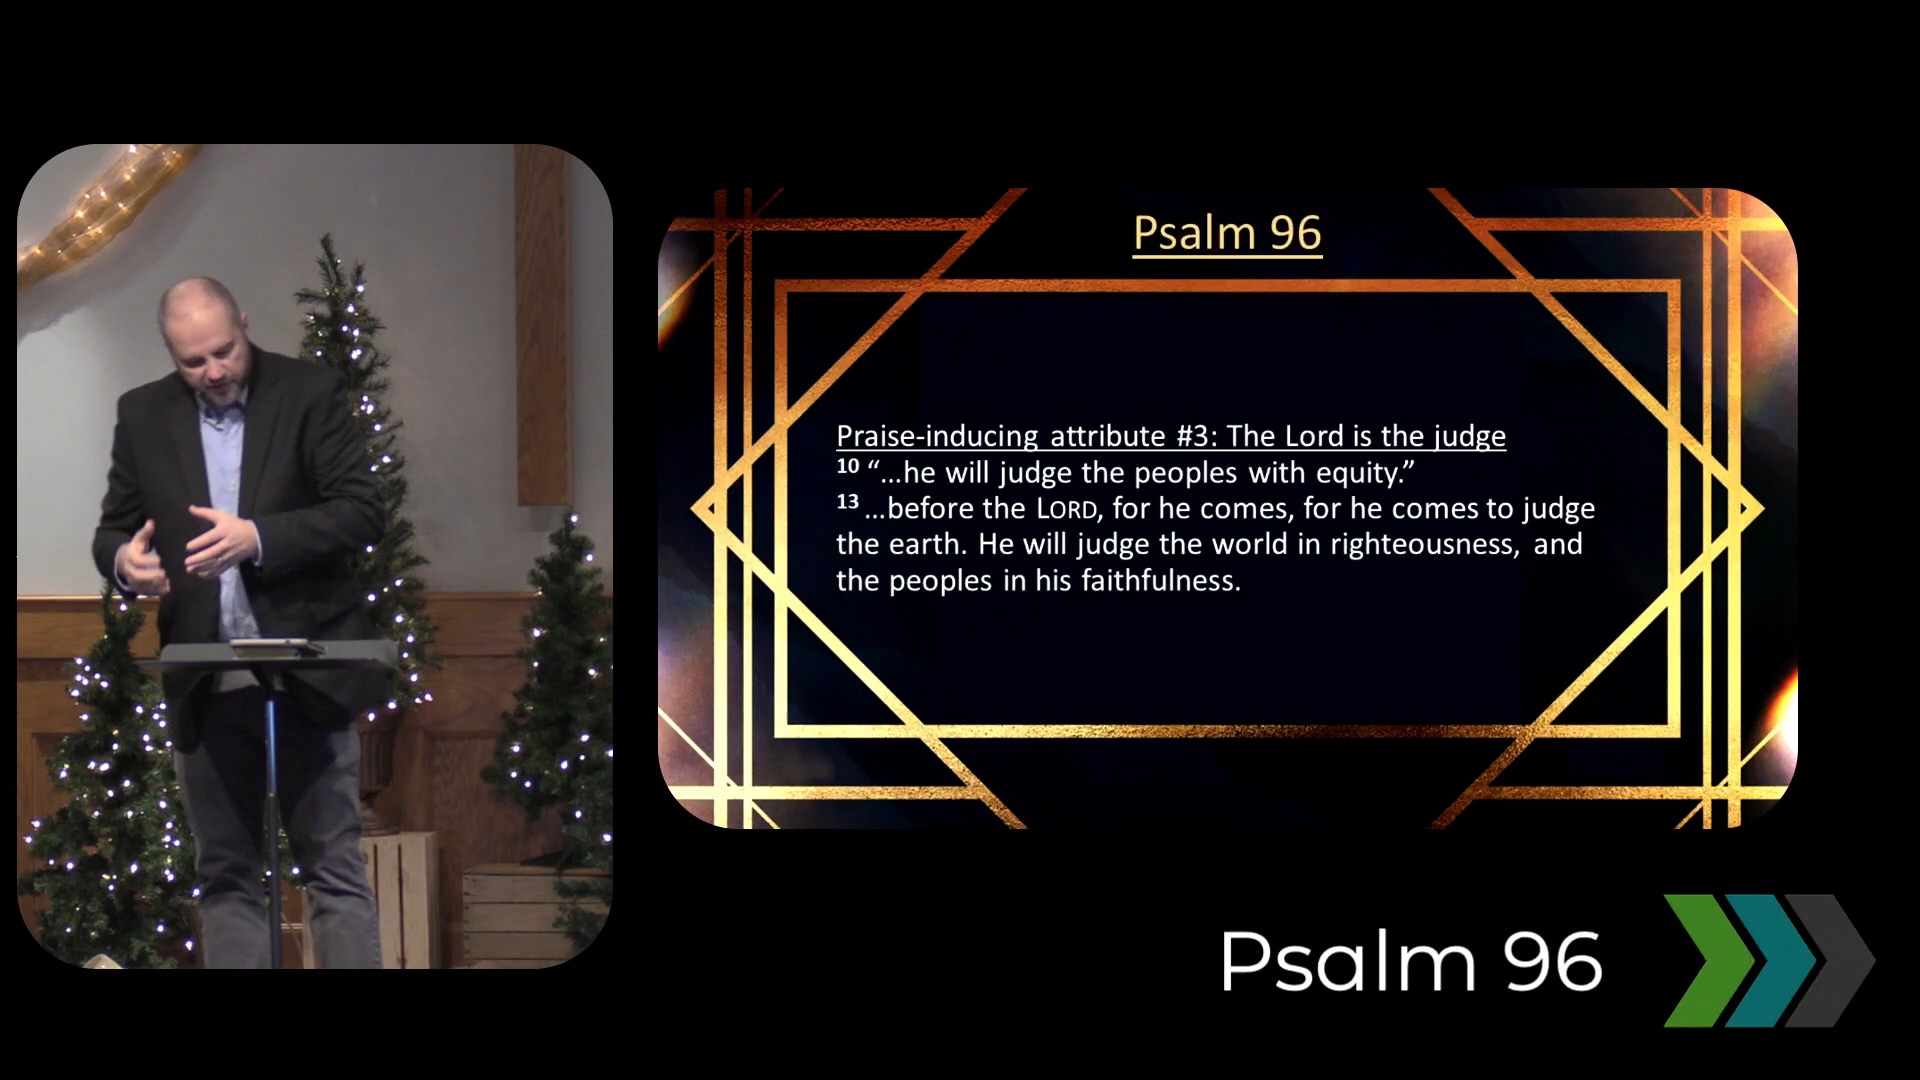 Psalm 96
Praise-inducing attribute #3: The Lord is the judge
10 “...he will judge the peoples with equity.”
13 ...before the LORD, for he comes, for he comes to judge
the earth. He will judge the world in righteousness, and
the peoples in his faithfulness.
Psalm 96